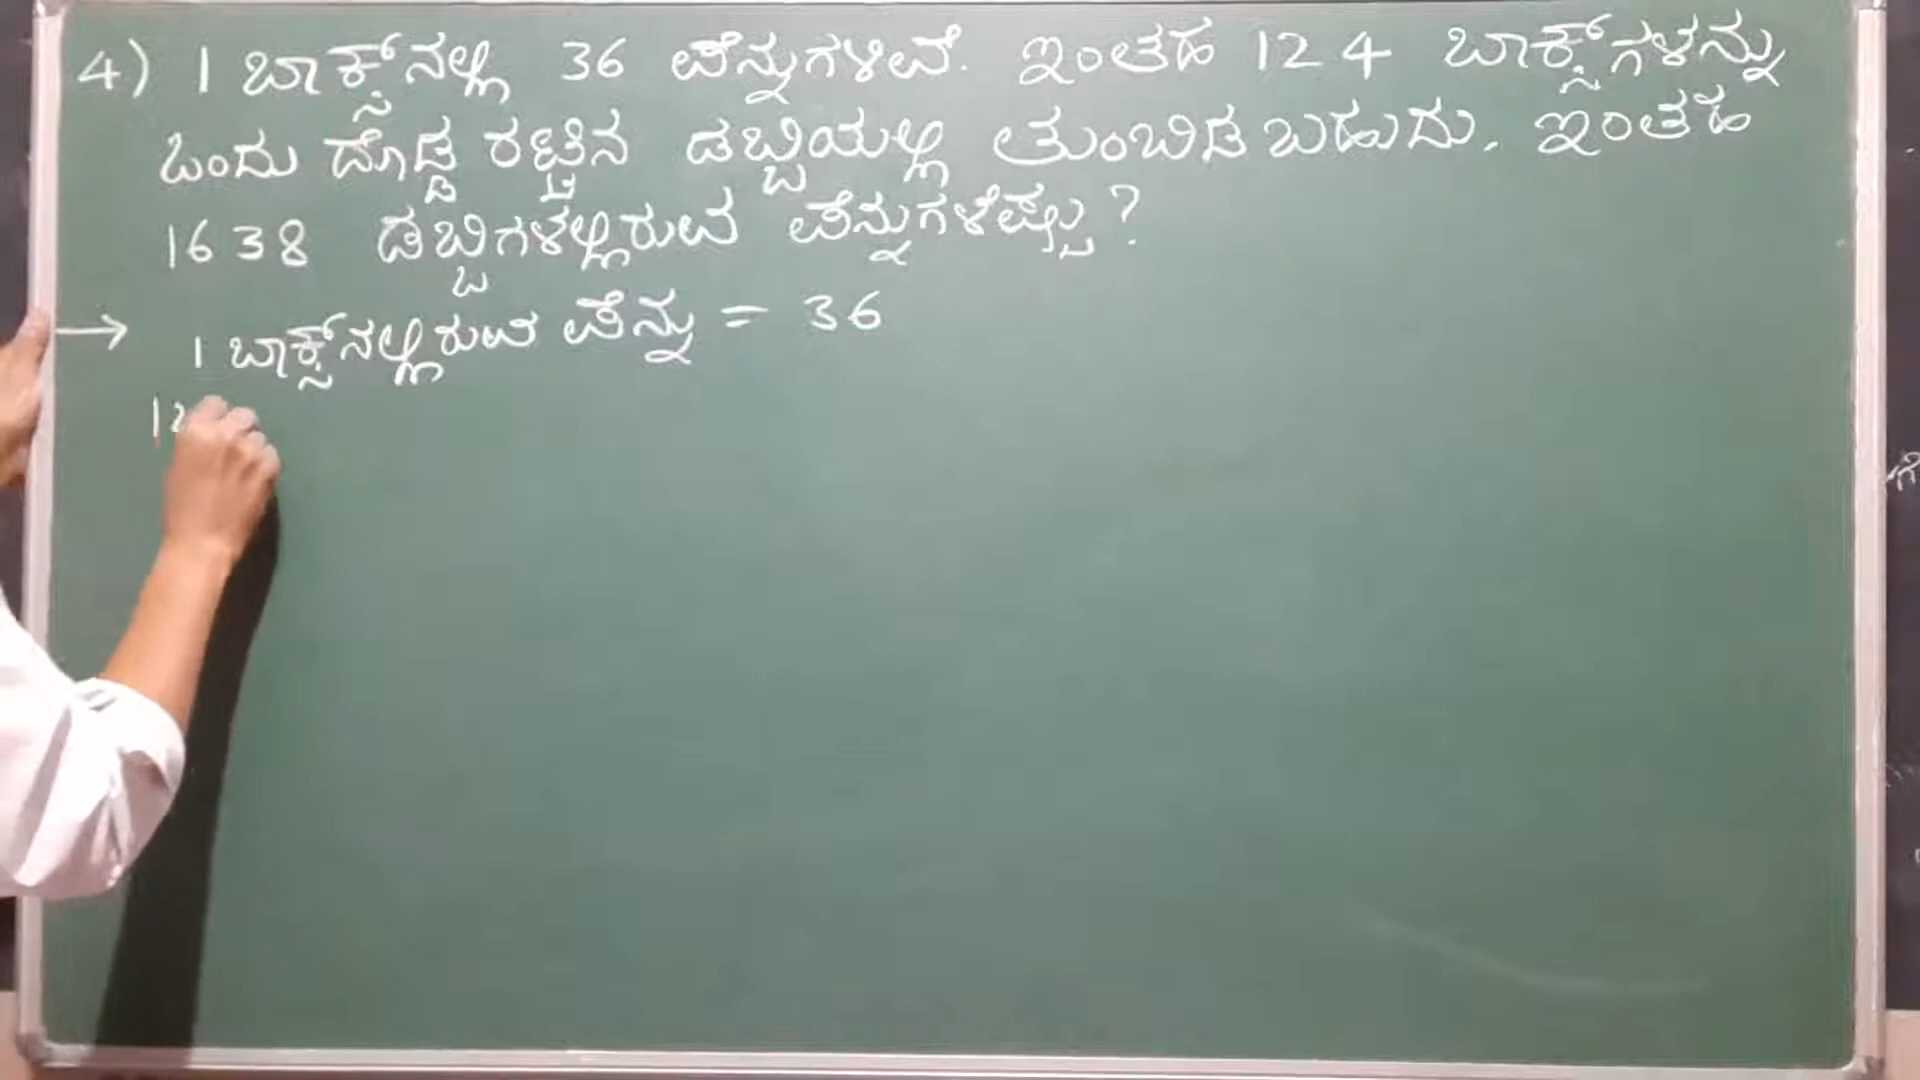 4) 1 ಬಾಕ್ಸ್‌ನಲ್ಲಿ 36 ಪೆನ್ನುಗಳಿವೆ. ಇಂತಹ 124 ಬಾಕ್ಸ್‌ಗಳನ್ನು
ಒಂದು ದೊಡ್ಡ ರಟ್ಟಿನ ಡಬ್ಬಿಯಲ್ಲಿ ತುಂಬಿಡಬಹುದು. ಇಂತಹ
1638 ಡಬ್ಬಿಗಳಲ್ಲಿರುವ ಪೆನ್ನುಗಳೆಷ್ಟು?
→ 1 ಬಾಕ್ಸ್‌ನಲ್ಲಿರುವ ಪೆನ್ನು = 36
12